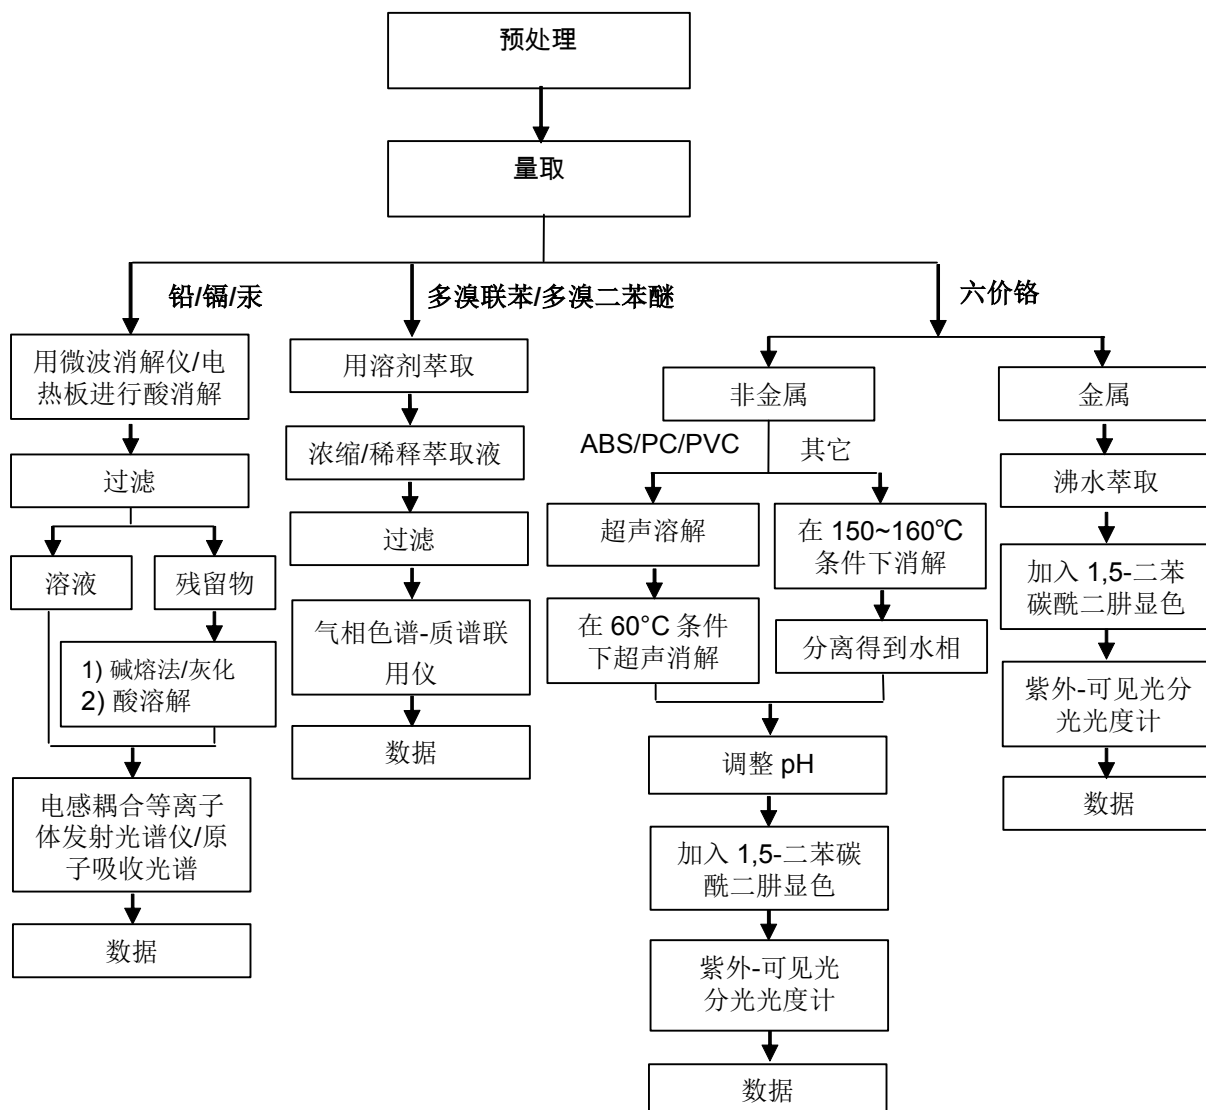 预处理
量取
铅/镉/汞
用微波消解仪/电
热板进行酸消解
过滤
溶液
残留物
1) 碱熔法/灰化
2) 酸溶解
电感耦合等离子
体发射光谱仪/原
子吸收光谱
数据
多溴联苯/多溴二苯醚
用溶剂萃取
浓缩/稀释萃取液
过滤
气相色谱-质谱联
用仪
数据
六价铬
非金属
ABS/PC/PVC
其它
超声溶解
在 60°C 条件
下超声消解
在 150~160℃
条件下消解
分离得到水相
调整 pH
加入 1,5-二苯碳
酰二肼显色
紫外-可见光
分光光度计
数据
金属
沸水萃取
加入 1,5-二苯
碳酰二肼显色
紫外-可见光分
光光度计
数据